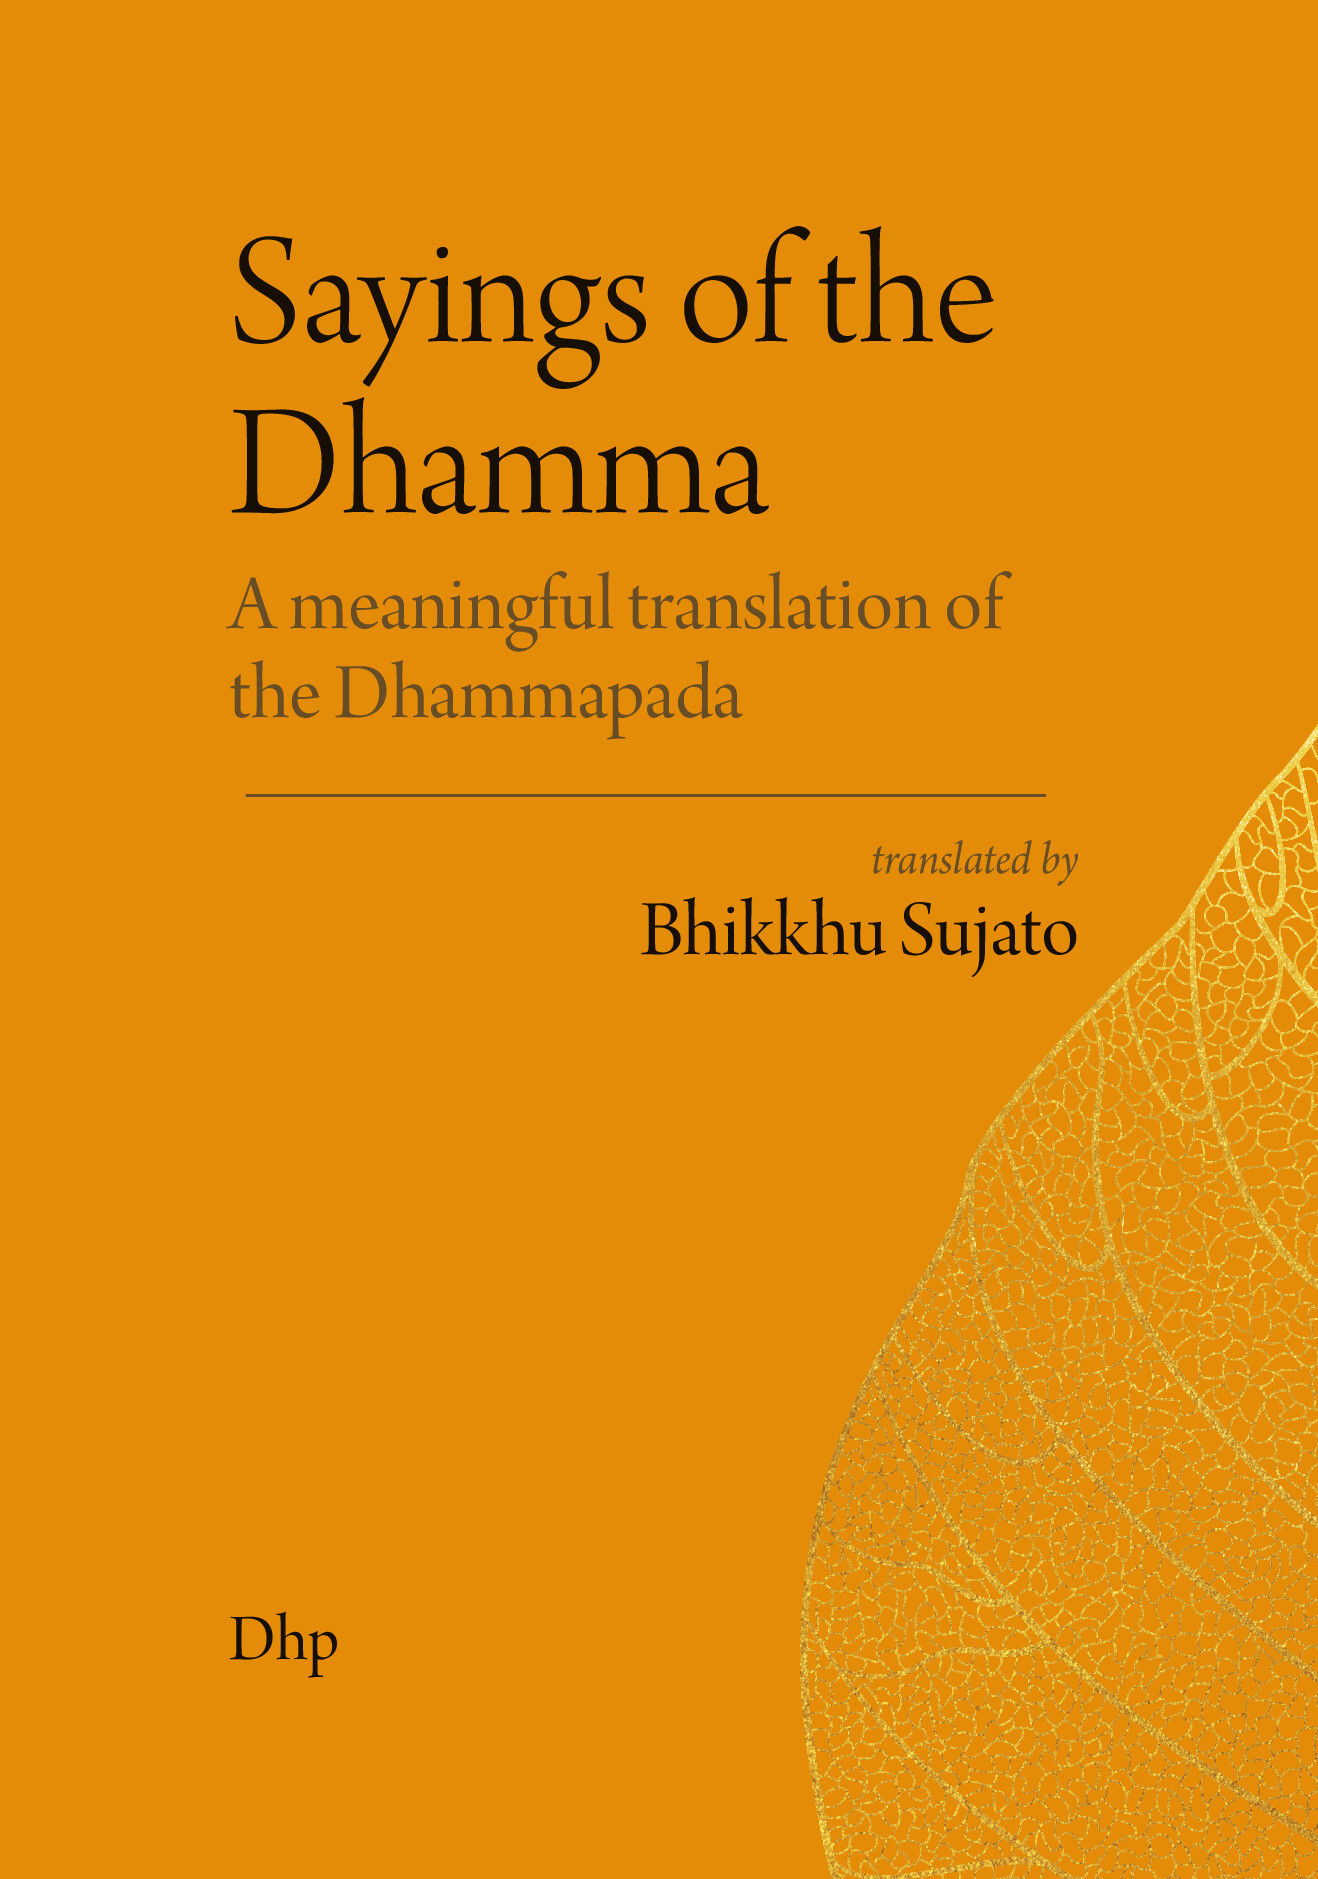 Sayings of the
Dhamma
A meaningful translation of
the Dhammapada
translated by
Bhikkhu Sujato
Dhp